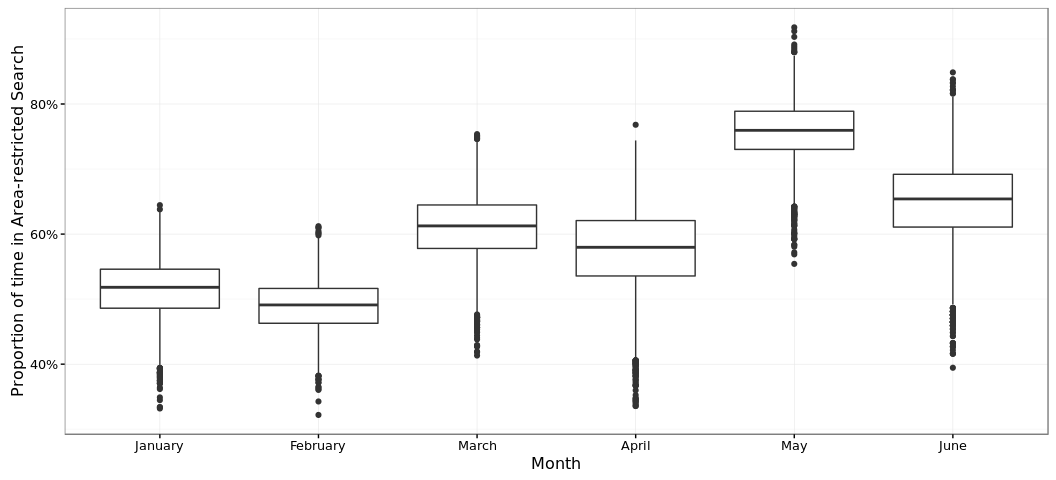 Proportion of time in Area-restricted Search
80%
60%
40%
January February March April May June
Month